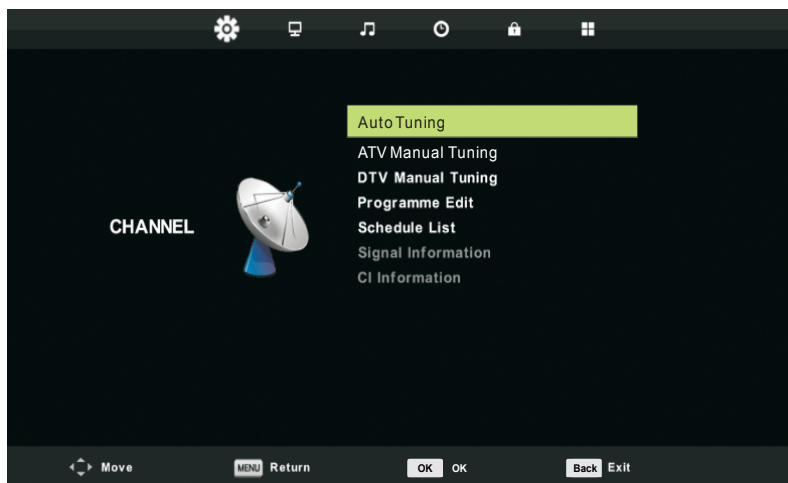 Auto Tuning
ATV Manual Tuning
DTV Manual Tuning
Programme Edit
CHANNEL
Schedule List
Signal Information
CI Information
Move MENU Return OK OK Back Exit